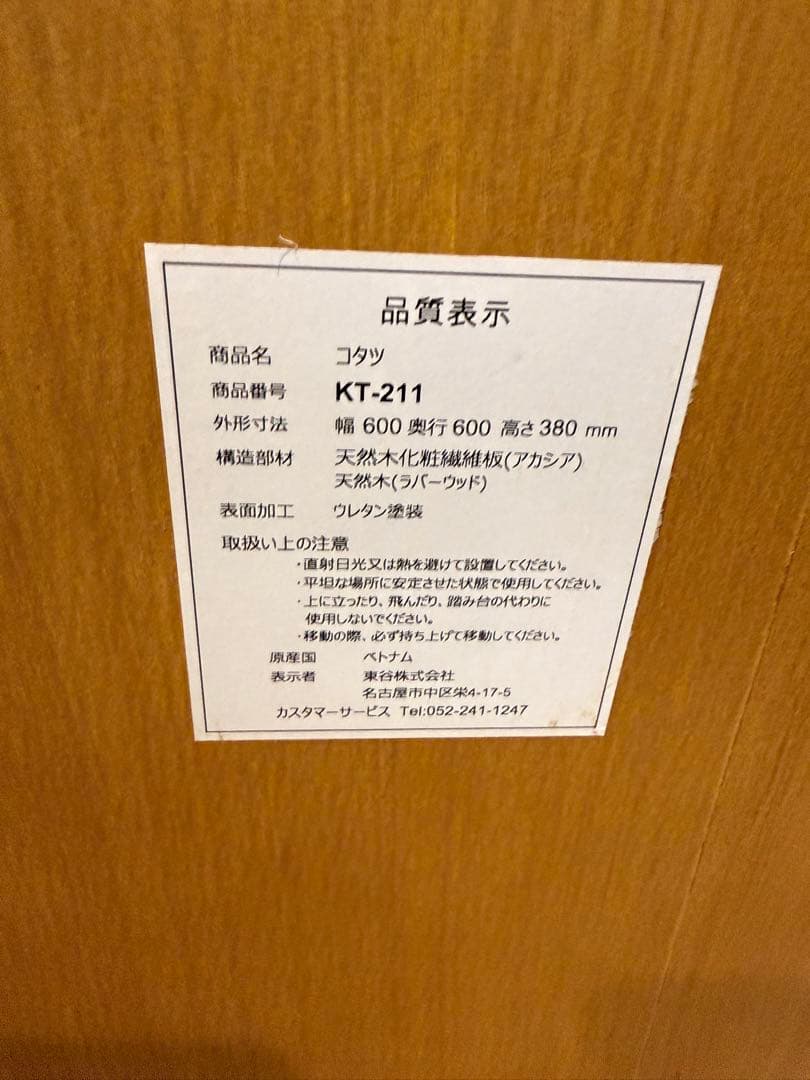 品質表示
商品名 コタツ
商品番号 KT-211
外形寸法 幅 600 奥行 600 高さ 380 mm
構造部材 天然木化粧繊維板(アカシア)
天然木(ラバーウッド)
表面加工 ウレタン塗装
取扱い上の注意
・直射日光又は熱を避けて設置してください。
・平坦な場所に安定させた状態で使用してください。
・上に立ったり、飛んだり、踏み台の代わりに
使用しないでください。
・移動の際、必ず持ち上げて移動してください。
原産国 ベトナム
表示者 東谷株式会社
名古屋市中区栄4-17-5
カスタマーサービス Tel:052-241-1247